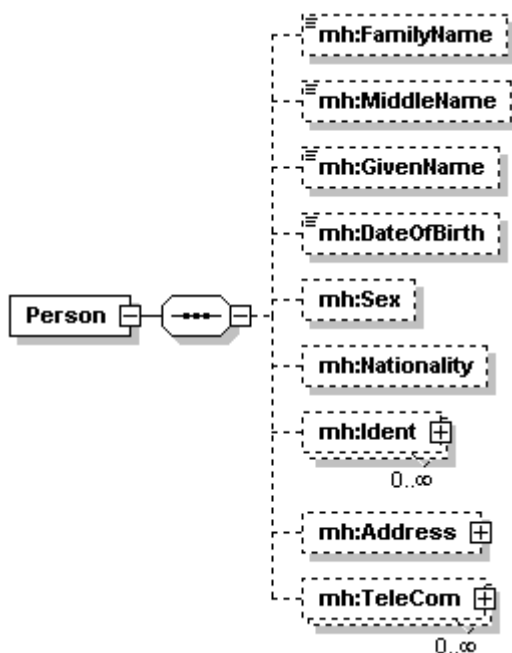 mh:FamilyName
mh:MiddleName
mh:GivenName
mh:DateOfBirth
mh:Sex
Person
mh:Nationality
mh:Ident
0..∞
mh:Address
mh:TeleCom
0..∞